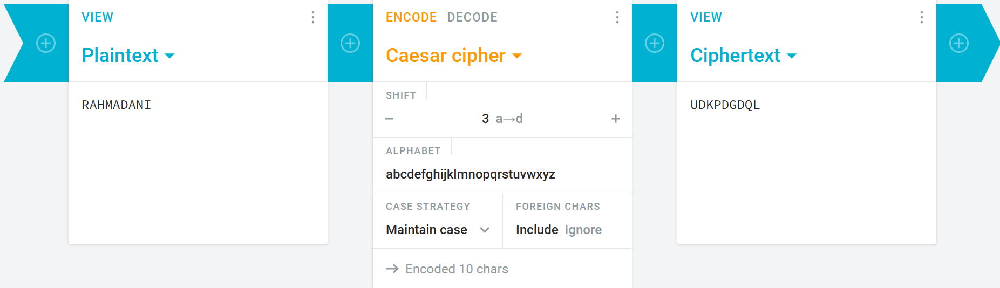 VIEW
Plaintext
RAHMADANI
ENCODE DECODE
Caesar cipher
SHIFT
3 a→d
ALPHABET
abcdefghijklmnopqrstuvwxyz
CASE STRATEGY
Maintain case
FOREIGN CHARS
Include Ignore
→ Encoded 10 chars
VIEW
Ciphertext
UDKPDGDQL